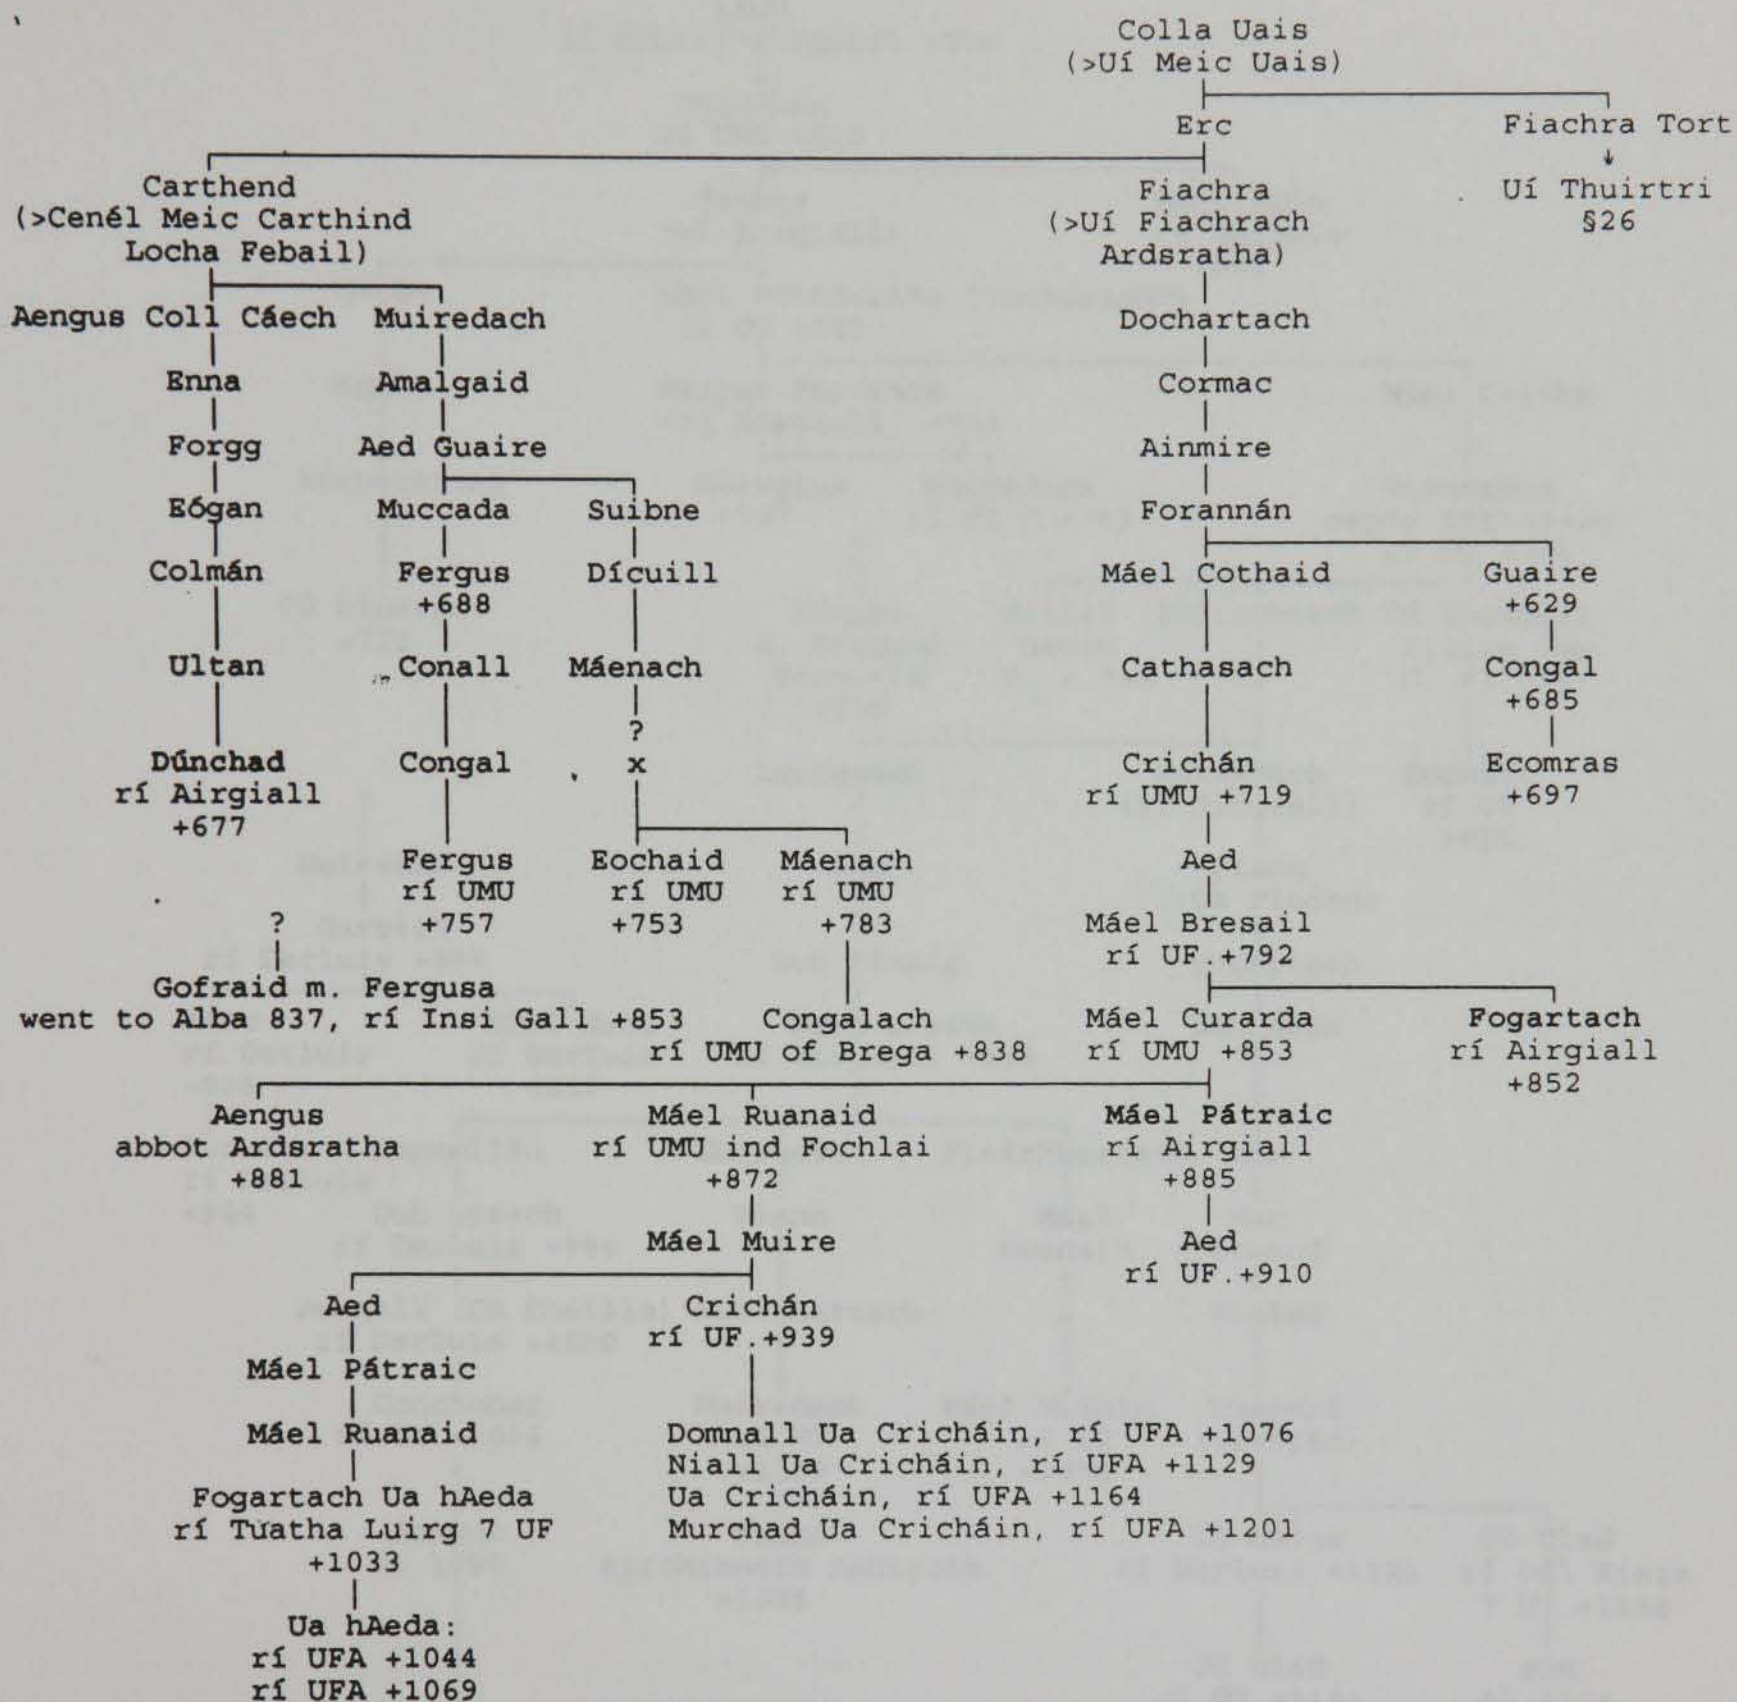 Colla Uais
(>Uí Meic Uais)
Erc Fiachra Tort
↓
Carthend Fiachra Uí Thuirtri
(>Cenél Meic Carthind (>Uí Fiachrach §26
Locha Febail) Ardsratha)
Aengus Coll Cáech Muiredach Dochartach
Enna Amalgaid Cormac
Forgg Aed Guaire Ainmire
Eógan Muccada Suibne Forannán
Colmán Fergus Dícuill Máel Cothaid Guaire
+688 +629
Ultan Conall Máenach Cathasach Congal
+685
?
Dúnchad Congal x Crichán Ecomras
rí Airgiall rí UMU +719 +697
+677
Fergus Eochaid Máenach Aed
rí UMU rí UMU rí UMU
? +757 +753 +783 Máel Bresail
rí UF.+792
Gofraid m. Fergusa
went to Alba 837, rí Insi Gall +853 Congalach Máel Curarda Fogartach
rí UMU of Brega +838 rí UMU +853 rí Airgiall
+852
Aengus Máel Ruanaid Máel Pátraic
abbot Ardsratha rí UMU ind Fochlai rí Airgiall
+881 +872 +885
Máel Muire Aed
rí UF.+910
Aed Crichán
rí UF.+939
Máel Pátraic
Máel Ruanaid Domnall Ua Cricháin, rí UFA +1076
Niall Ua Cricháin, rí UFA +1129
Fogartach Ua hAeda Ua Cricháin, rí UFA +1164
rí Tuatha Luirg 7 UF Murchad Ua Cricháin, rí UFA +1201
+1033
Ua hAeda:
rí UFA +1044
rí UFA +1069